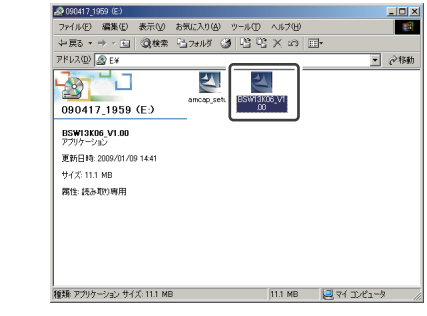 090417_1959 (E:)
ファイル(F) 編集(E) 表示(V) お気に入り(A) ツール(T) ヘルプ(H)
戻る 検索 フォルダ
アドレス(D) E:¥ 移動
090417_1959 (E:)
amcap_setu
BSW13K06_V1
.00
BSW13K06_V1.00
アプリケーション
更新日時: 2009/01/09 14:41
サイズ: 11.1 MB
属性: 読み取り専用
種類: アプリケーション サイズ: 11.1 MB 11.1 MB マイ コンピュータ